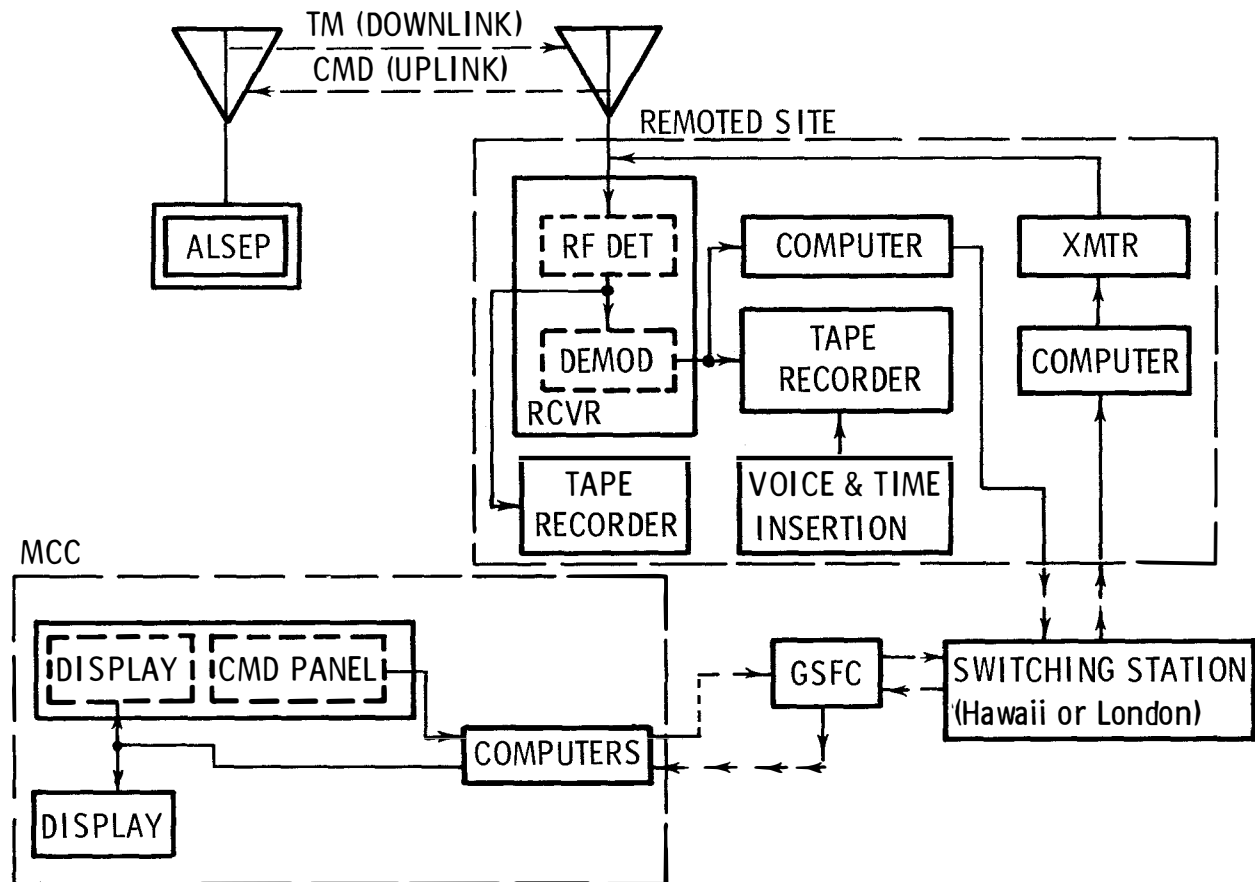 TM (DOWNLINK)
CMD (UPLINK)
REMOTED SITE
ALSEP
RF DET
COMPUTER
XMTR
DEMOD
TAPE
RECORDER
COMPUTER
RCVR
TAPE
RECORDER
VOICE & TIME
INSERTION
MCC
DISPLAY
CMD PANEL
GSFC
SWITCHING STATION
(Hawaii or London)
COMPUTERS
DISPLAY